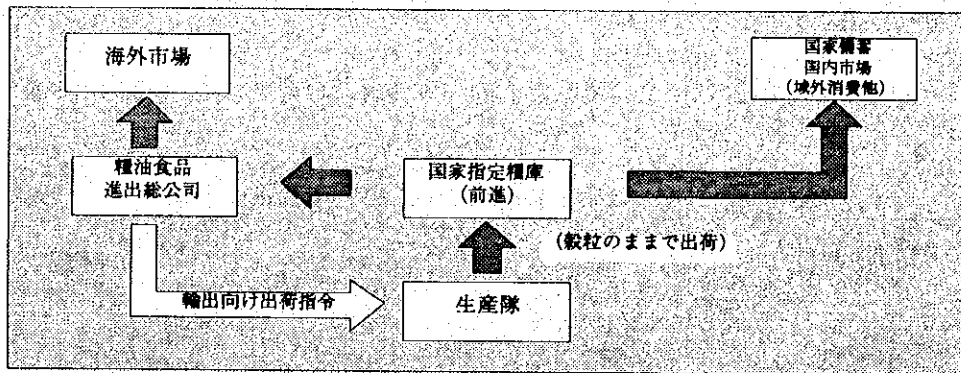 海外市場
国家備蓄
国内市場
(域外消費他)
糧油食品
進出総公司
国家指定糧庫
(前進)
(穀粒のままで出荷)
輸出向け出荷指令
生産隊